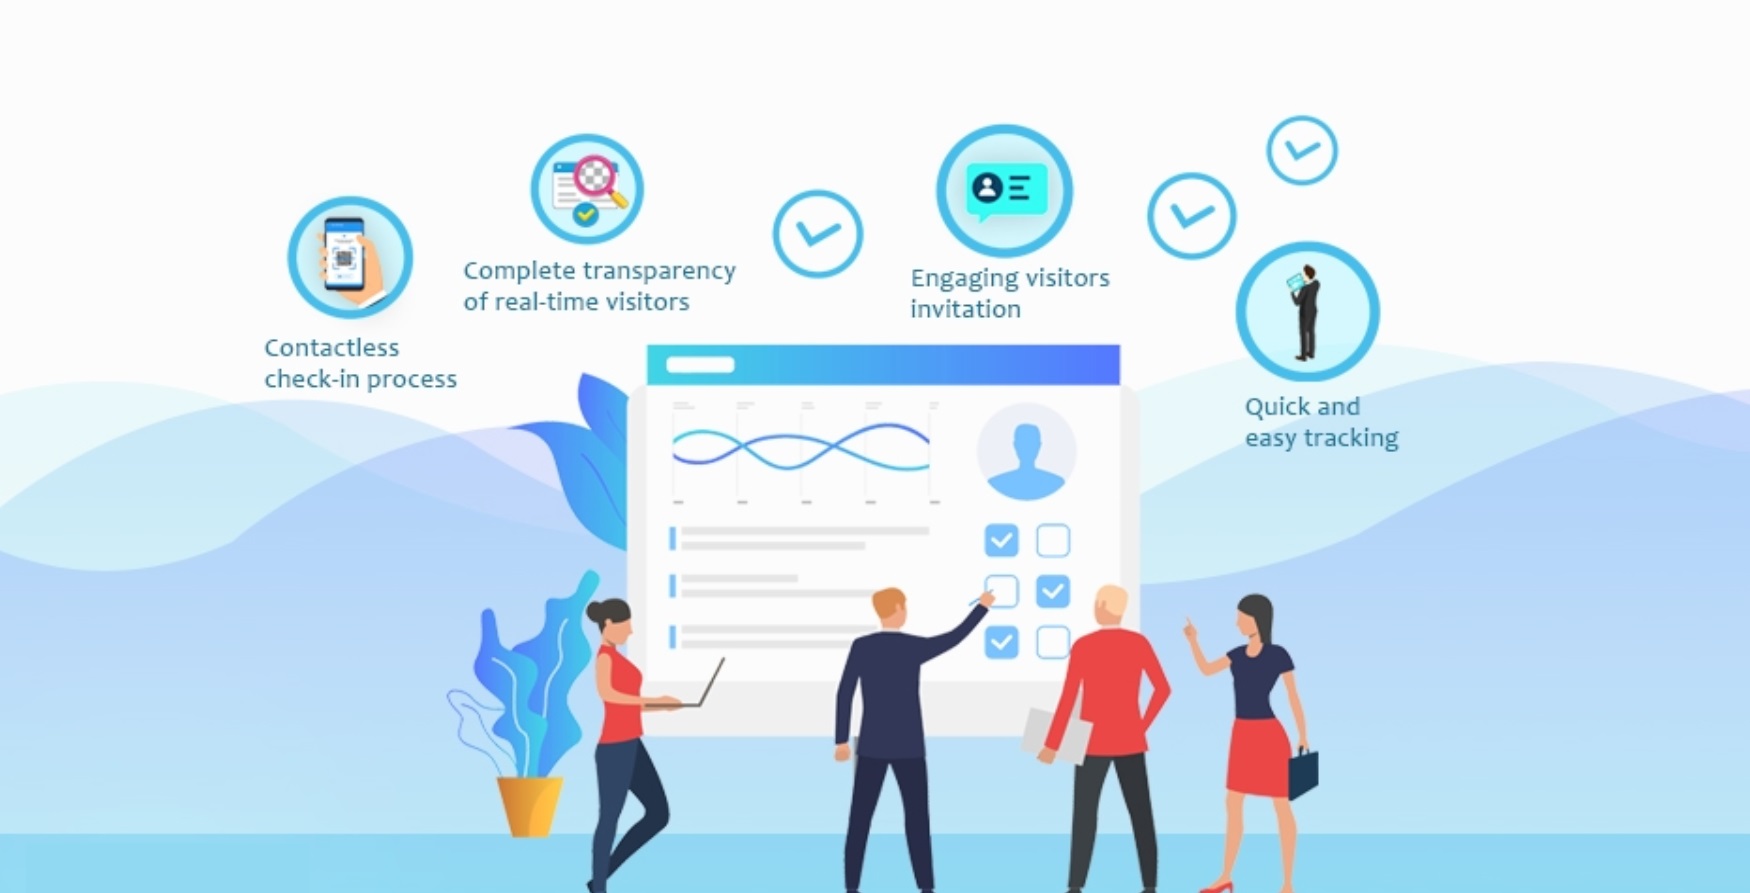 Contactless
check-in process
Complete transparency
of real-time visitors
Engaging visitors
invitation
Quick and
easy tracking